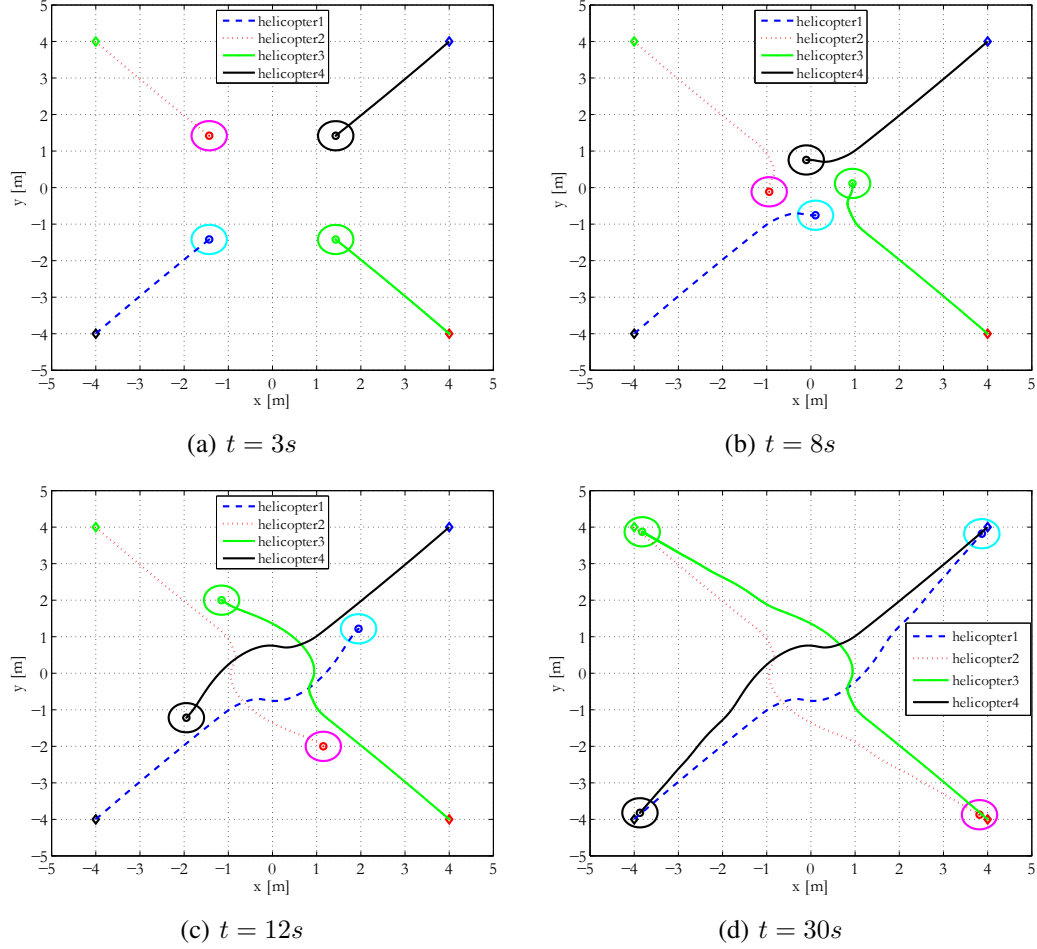 helicopter1
helicopter2
helicopter3
helicopter4
5
4
3
2
1
0
−1
−2
−3
−4
−5
y [m]
−5 −4 −3 −2 −1 0 1 2 3 4 5
x [m]
(a) t = 3s
helicopter1
helicopter2
helicopter3
helicopter4
5
4
3
2
1
0
−1
−2
−3
−4
−5
y [m]
−5 −4 −3 −2 −1 0 1 2 3 4 5
x [m]
(b) t = 8s
helicopter1
helicopter2
helicopter3
helicopter4
5
4
3
2
1
0
−1
−2
−3
−4
−5
y [m]
−5 −4 −3 −2 −1 0 1 2 3 4 5
x [m]
(c) t = 12s
5
4
3
2
1
0
−1
−2
−3
−4
−5
y [m]
helicopter1
helicopter2
helicopter3
helicopter4
−5 −4 −3 −2 −1 0 1 2 3 4 5
x [m]
(d) t = 30s